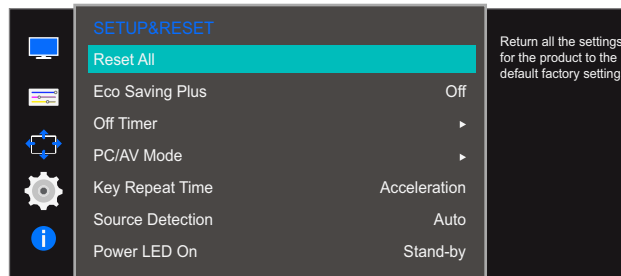 SETUP&RESET
Reset All
Eco Saving Plus Off
Off Timer
PC/AV Mode
Key Repeat Time Acceleration
Source Detection Auto
Power LED On Stand-by
Return all the settings
for the product to the
default factory setting